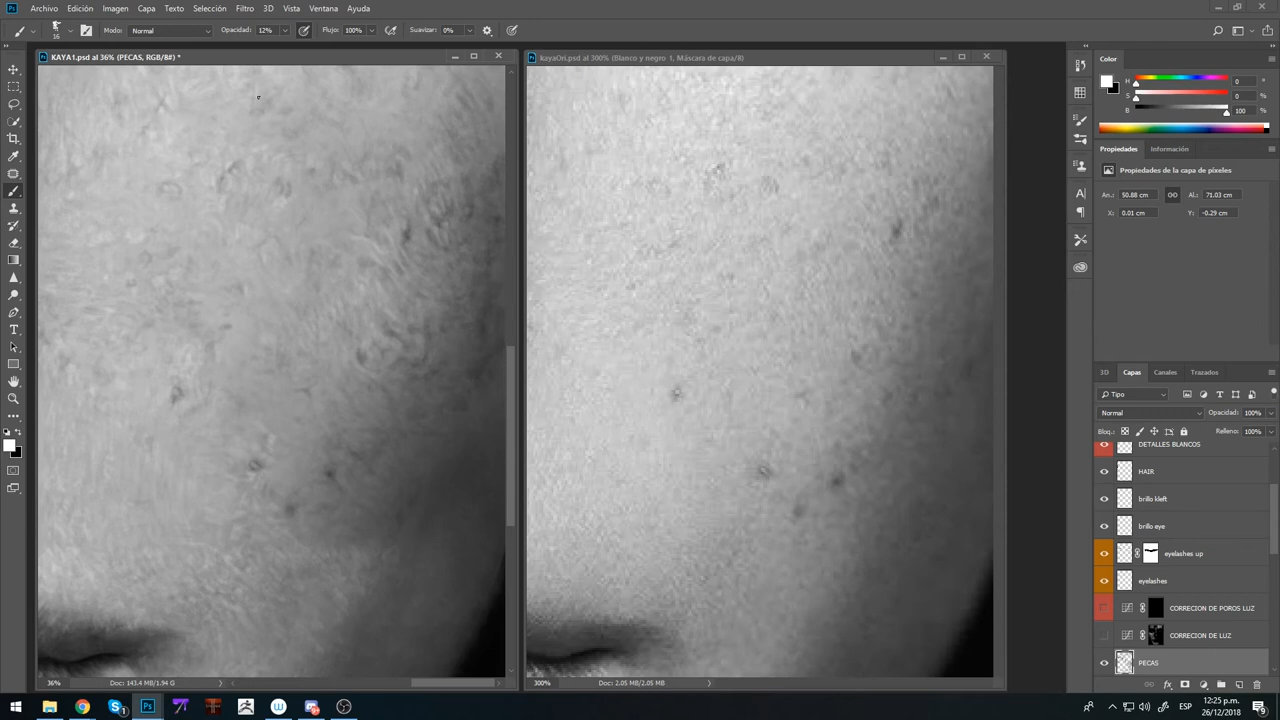 Archivo Edición Imagen Capa Texto Selección Filtro 3D Vista Ventana Ayuda
16 Modo: Normal Opacidad: 12% Flujo: 100% Suavizar: 0%
KAYA1.psd al 36% (PECAS, RGB/8#) *
kayaOri.psd al 300% (Blanco y negro 1, Máscara de capa/8)
Color
H 0 °
S 0 %
B 100 %
Propiedades Información
Propiedades de la capa de píxeles
An.: 50.88 cm Al.: 71.03 cm
X: 0.01 cm Y: -0.29 cm
3D Capas Canales Trazados
Tipo
Normal Opacidad: 100%
Bloq.: Relleno: 100%
DETALLES BLANCOS
HAIR
brillo kleft
brillo eye
eyelashes up
eyelashes
CORRECION DE POROS LUZ
CORRECION DE LUZ
PECAS
36% Doc: 143.4 MB/1.94 G
300% Doc: 2.05 MB/2.05 MB
ESP
12:25 p.m.
26/12/2018